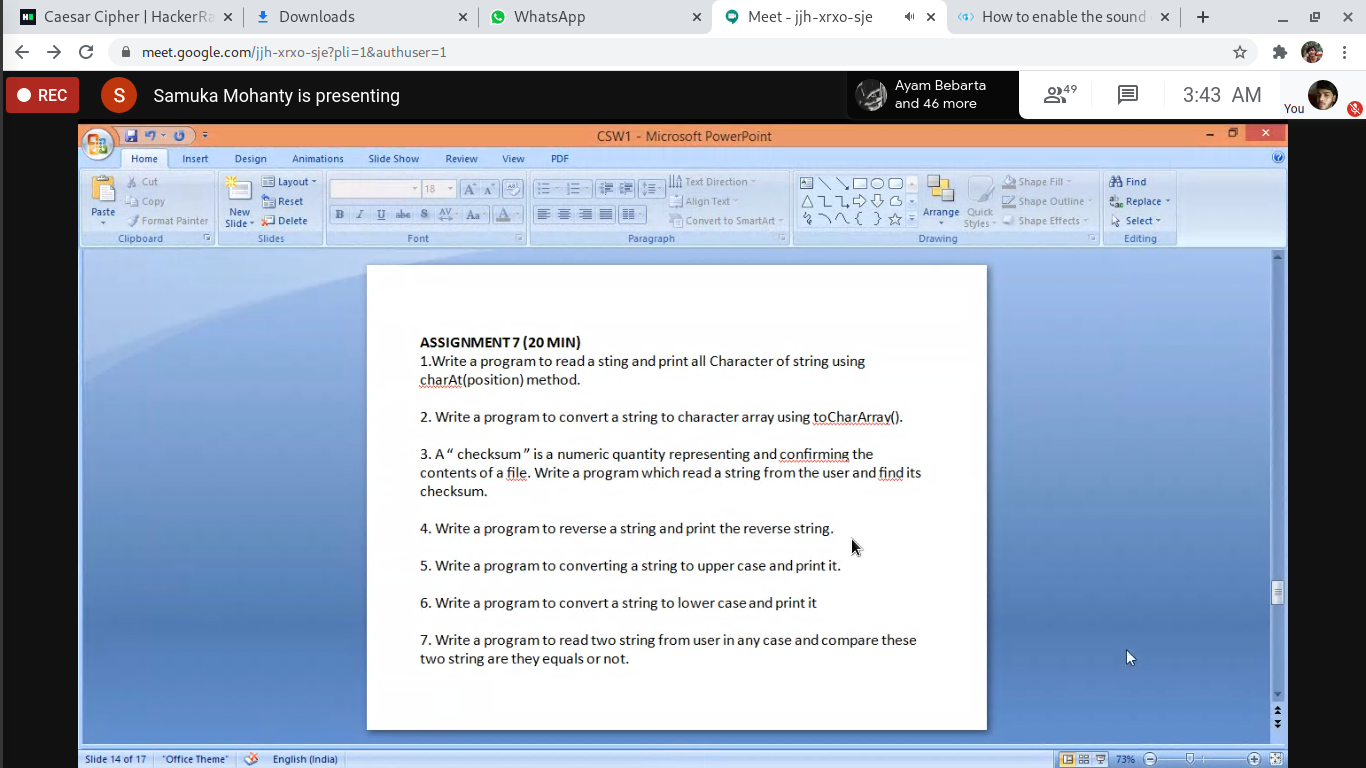 Caesar Cipher | HackerRa
Downloads
WhatsApp
Meet - jjh-xrxo-sje
How to enable the sound
meet.google.com/jjh-xrxo-sje?pli=1&authuser=1
REC
S
Samuka Mohanty is presenting
Ayam Bebarta
and 46 more
49
3:43 AM
You
CSW1 - Microsoft PowerPoint
Home Insert Design Animations Slide Show Review View PDF
Paste
Cut
Copy
Format Painter
Clipboard
New
Slide
Layout
Reset
Delete
Slides
18
B I U abc S AV Aa A
Font
Text Direction
Align Text
Convert to SmartArt
Paragraph
Arrange
Quick
Styles
Shape Fill
Shape Outline
Shape Effects
Drawing
Find
Replace
Select
Editing
ASSIGNMENT 7 (20 MIN)
1.Write a program to read a sting and print all Character of string using
charAt(position) method.
2. Write a program to convert a string to character array using toCharArray().
3. A “ checksum ” is a numeric quantity representing and confirming the
contents of a file. Write a program which read a string from the user and find its
checksum.
4. Write a program to reverse a string and print the reverse string.
5. Write a program to converting a string to upper case and print it.
6. Write a program to convert a string to lower case and print it
7. Write a program to read two string from user in any case and compare these
two string are they equals or not.
Slide 14 of 17
"Office Theme"
English (India)
73%